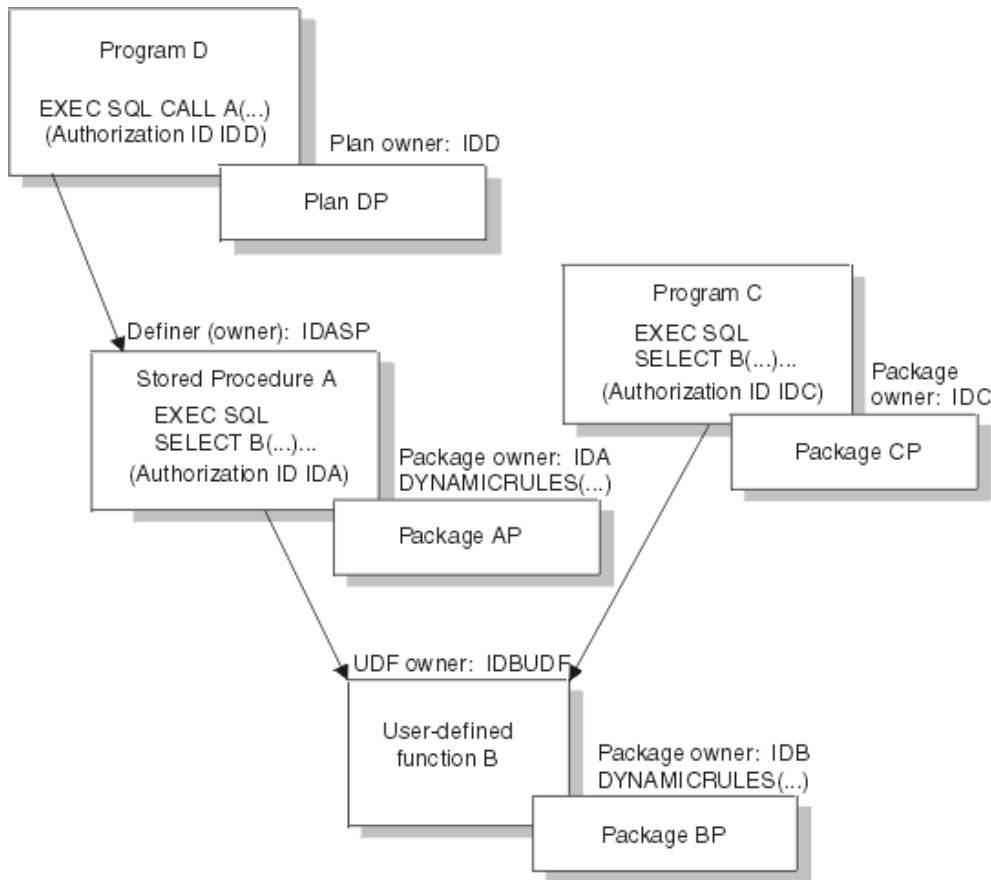 Program D
EXEC SQL CALL A(...)
(Authorization ID IDD)
Plan owner: IDD
Plan DP
Program C
EXEC SQL
SELECT B(...)...
(Authorization ID IDC)
Package
owner: IDC
Package CP
Definer (owner): IDASP
Stored Procedure A
EXEC SQL
SELECT B(...)...
(Authorization ID IDA)
Package owner: IDA
DYNAMICRULES(...)
Package AP
UDF owner: IDBUDF
User-defined
function B
Package owner: IDB
DYNAMICRULES(...)
Package BP